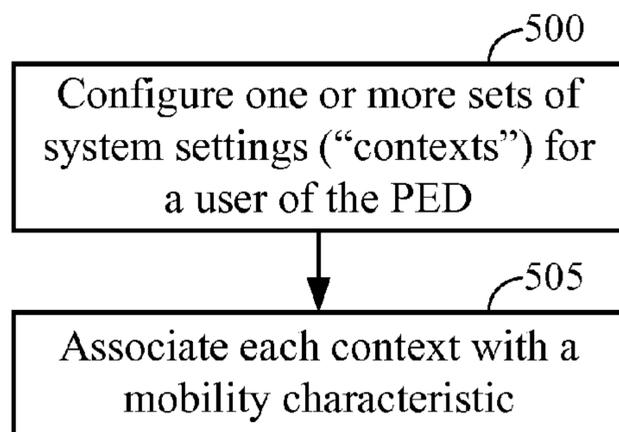 500
Configure one or more sets of
system settings (“contexts”) for
a user of the PED
505
Associate each context with a
mobility characteristic